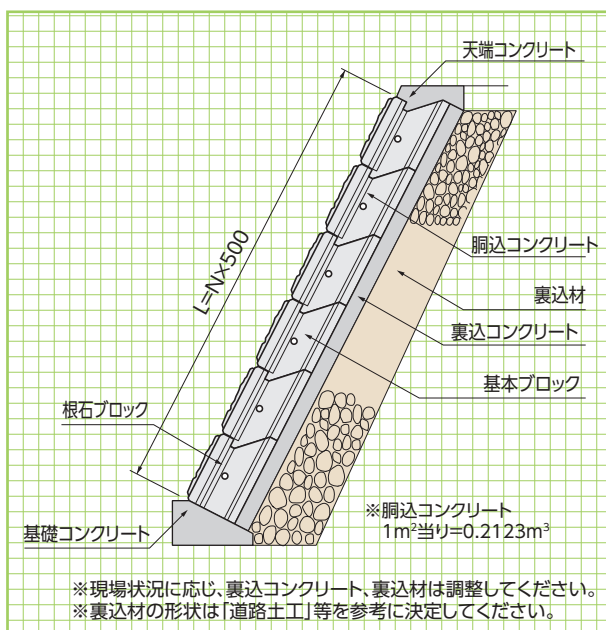 天端コンクリート
胴込コンクリート
L=N×500
裏込材
裏込コンクリート
基本ブロック
根石ブロック
基礎コンクリート
※胴込コンクリート
1m²当り=0.2123m³
※現場状況に応じ、裏込コンクリート、裏込材は調整してください。
※裏込材の形状は「道路土工」等を参考に決定してください。